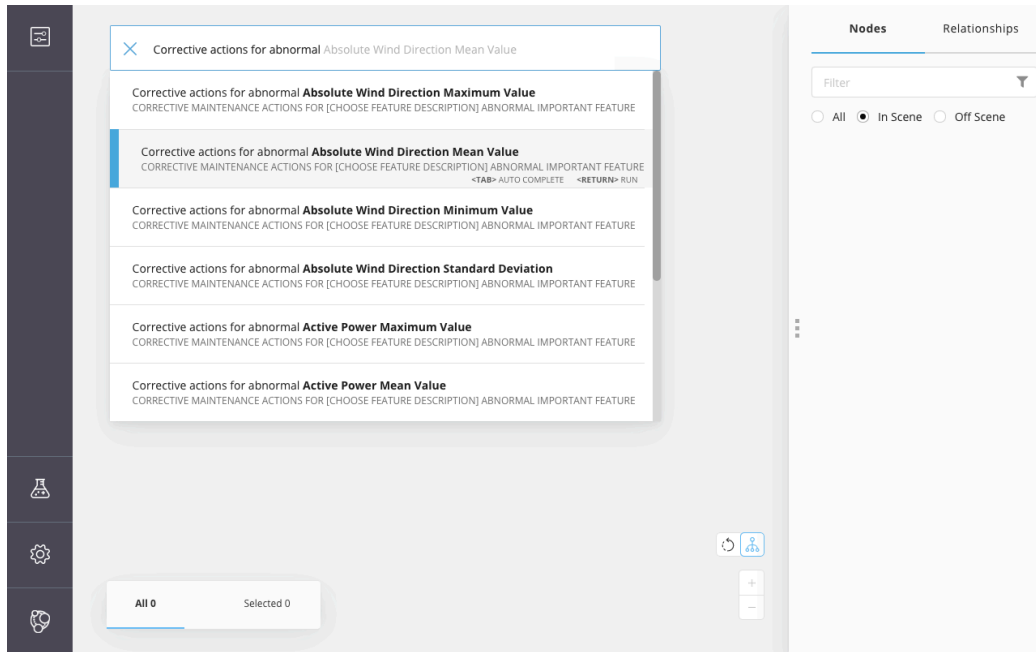 Corrective actions for abnormal Absolute Wind Direction Mean Value
Corrective actions for abnormal Absolute Wind Direction Maximum Value
CORRECTIVE MAINTENANCE ACTIONS FOR [CHOOSE FEATURE DESCRIPTION] ABNORMAL IMPORTANT FEATURE
Corrective actions for abnormal Absolute Wind Direction Mean Value
CORRECTIVE MAINTENANCE ACTIONS FOR [CHOOSE FEATURE DESCRIPTION] ABNORMAL IMPORTANT FEATURE
<TAB> AUTO COMPLETE <RETURN> RUN
Corrective actions for abnormal Absolute Wind Direction Minimum Value
CORRECTIVE MAINTENANCE ACTIONS FOR [CHOOSE FEATURE DESCRIPTION] ABNORMAL IMPORTANT FEATURE
Corrective actions for abnormal Absolute Wind Direction Standard Deviation
CORRECTIVE MAINTENANCE ACTIONS FOR [CHOOSE FEATURE DESCRIPTION] ABNORMAL IMPORTANT FEATURE
Corrective actions for abnormal Active Power Maximum Value
CORRECTIVE MAINTENANCE ACTIONS FOR [CHOOSE FEATURE DESCRIPTION] ABNORMAL IMPORTANT FEATURE
Corrective actions for abnormal Active Power Mean Value
CORRECTIVE MAINTENANCE ACTIONS FOR [CHOOSE FEATURE DESCRIPTION] ABNORMAL IMPORTANT FEATURE
All 0 Selected 0
Nodes Relationships
Filter
All In Scene Off Scene